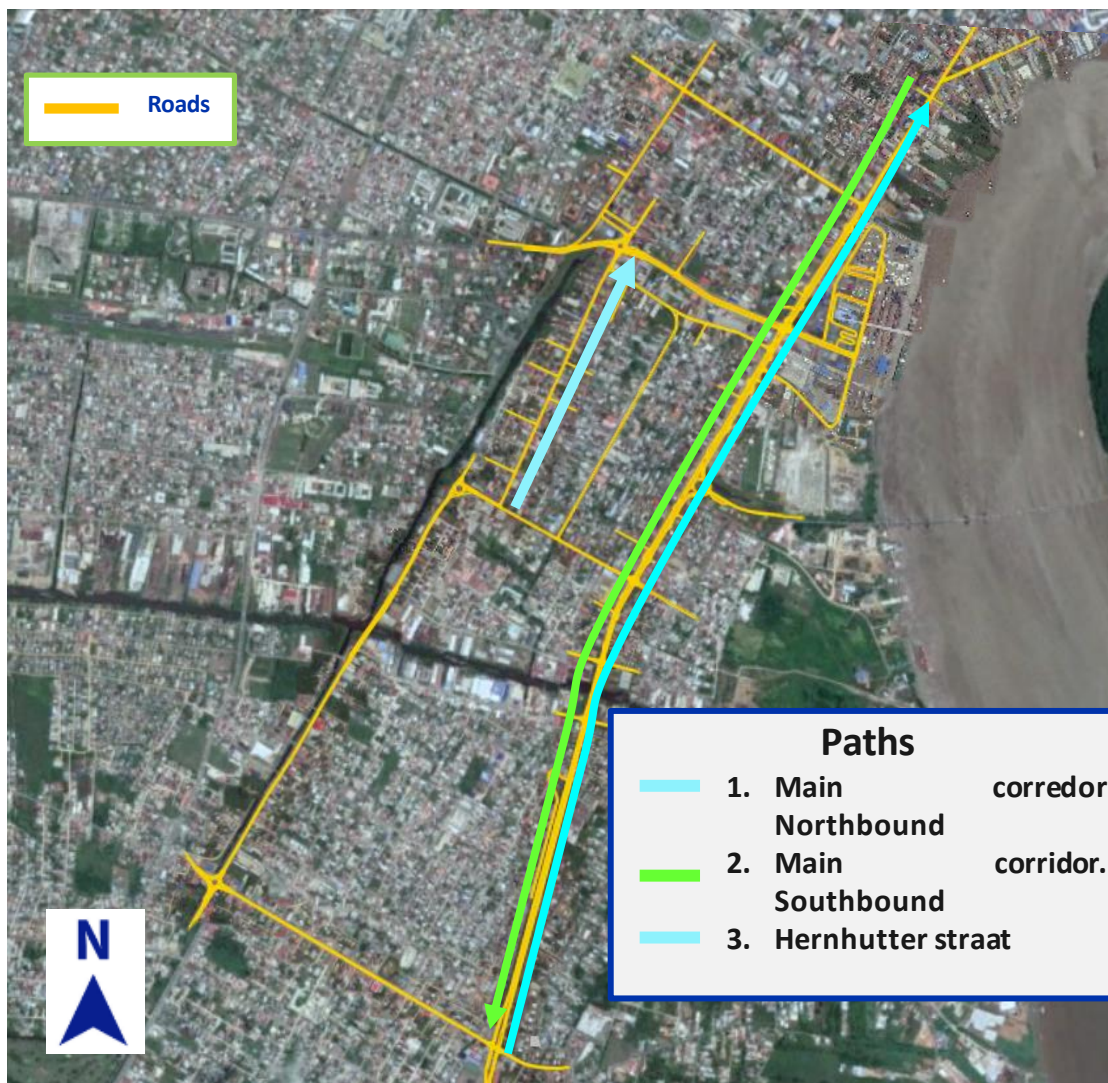 Roads
Paths
1. Main corredor
Northbound
2. Main corridor.
Southbound
3. Hernhutter straat
N